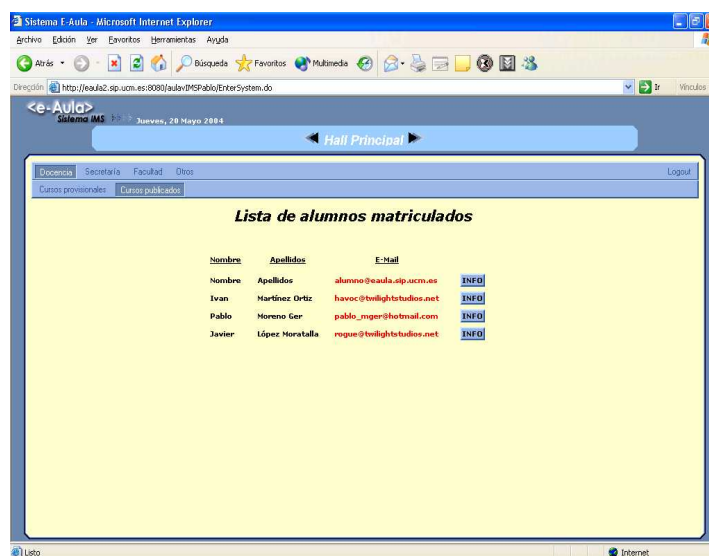 Sistema E-Aula - Microsoft Internet Explorer
Archivo Edición Ver Favoritos Herramientas Ayuda
Atrás Búsqueda Favoritos Multimedia
Dirección http://eaula2.sip.ucm.es:8080/aulavIMSPablo/EnterSystem.do Ir Vínculos
<e-Aula>
Sistema IMS Jueves, 20 Mayo 2004
Hall Principal
Docencia Secretaría Facultad Otros Logout
Cursos provisionales Cursos publicados
Lista de alumnos matriculados
Nombre Apellidos E-Mail
Nombre Apellidos alumno@eaula.sip.ucm.es INFO
Ivan Martínez Ortiz havoc@twilightstudios.net INFO
Pablo Moreno Ger pablo_mger@hotmail.com INFO
Javier López Moratalla rogue@twilightstudios.net INFO
Listo Internet